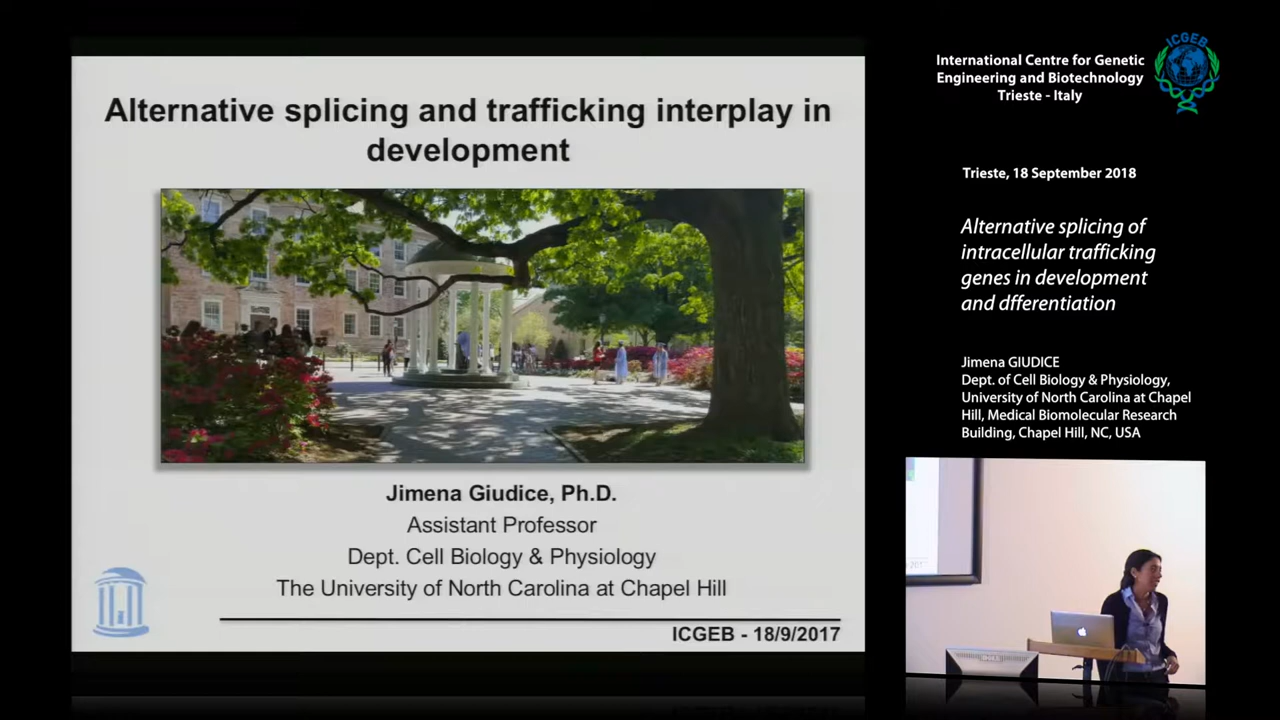 Alternative splicing and trafficking interplay in
development
Jimena Giudice, Ph.D.
Assistant Professor
Dept. Cell Biology & Physiology
The University of North Carolina at Chapel Hill
ICGEB - 18/9/2017
International Centre for Genetic
Engineering and Biotechnology
Trieste - Italy
ICGEB
Trieste, 18 September 2018
Alternative splicing of
intracellular trafficking
genes in development
and dfferentiation
Jimena GIUDICE
Dept. of Cell Biology & Physiology,
University of North Carolina at Chapel
Hill, Medical Biomolecular Research
Building, Chapel Hill, NC, USA